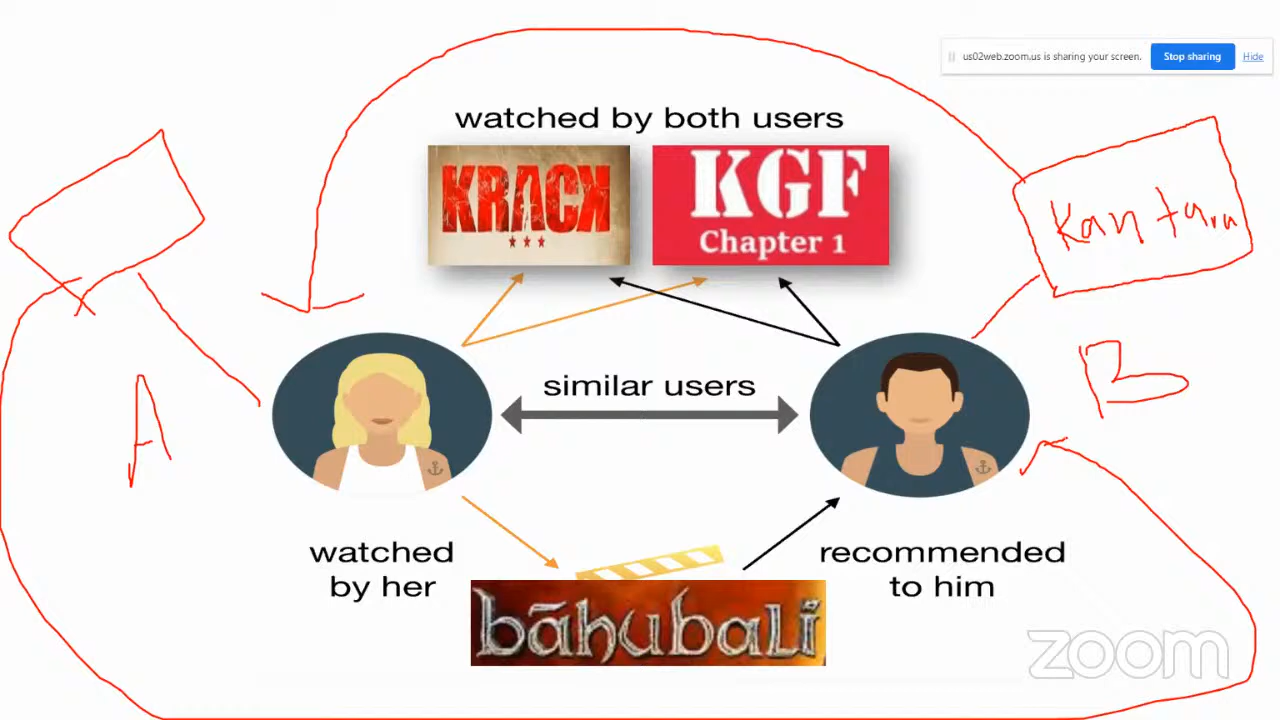 us02web.zoom.us is sharing your screen. Stop sharing Hide
watched by both users
KRACK
KGF
Chapter 1
Kantara
similar users
A
B
watched
by her
recommended
to him
bāhubalī
zoom